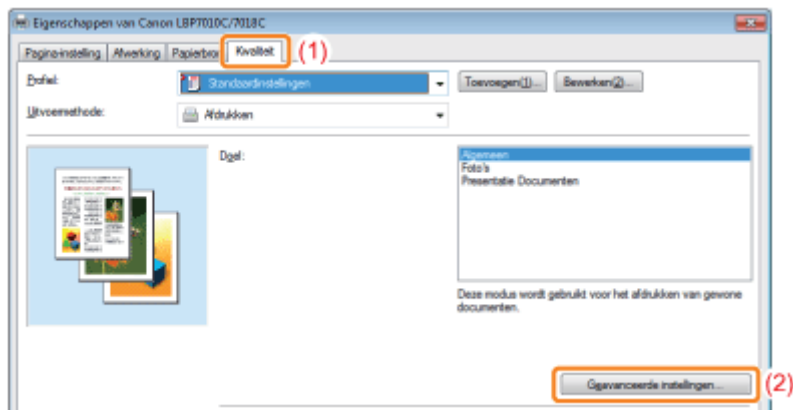 Eigenschappen van Canon LBP7010C/7018C
Pagina-instelling Afwerking Papierbron Kwaliteit (1)
Profiel: Standaardinstellingen Toevoegen(1)... Bewerken(2)...
Uitvoermethode: Afdrukken
Doel:
Algemeen
Foto's
Presentatie Documenten
Deze modus wordt gebruikt voor het afdrukken van gewone
documenten.
Geavanceerde instellingen... (2)